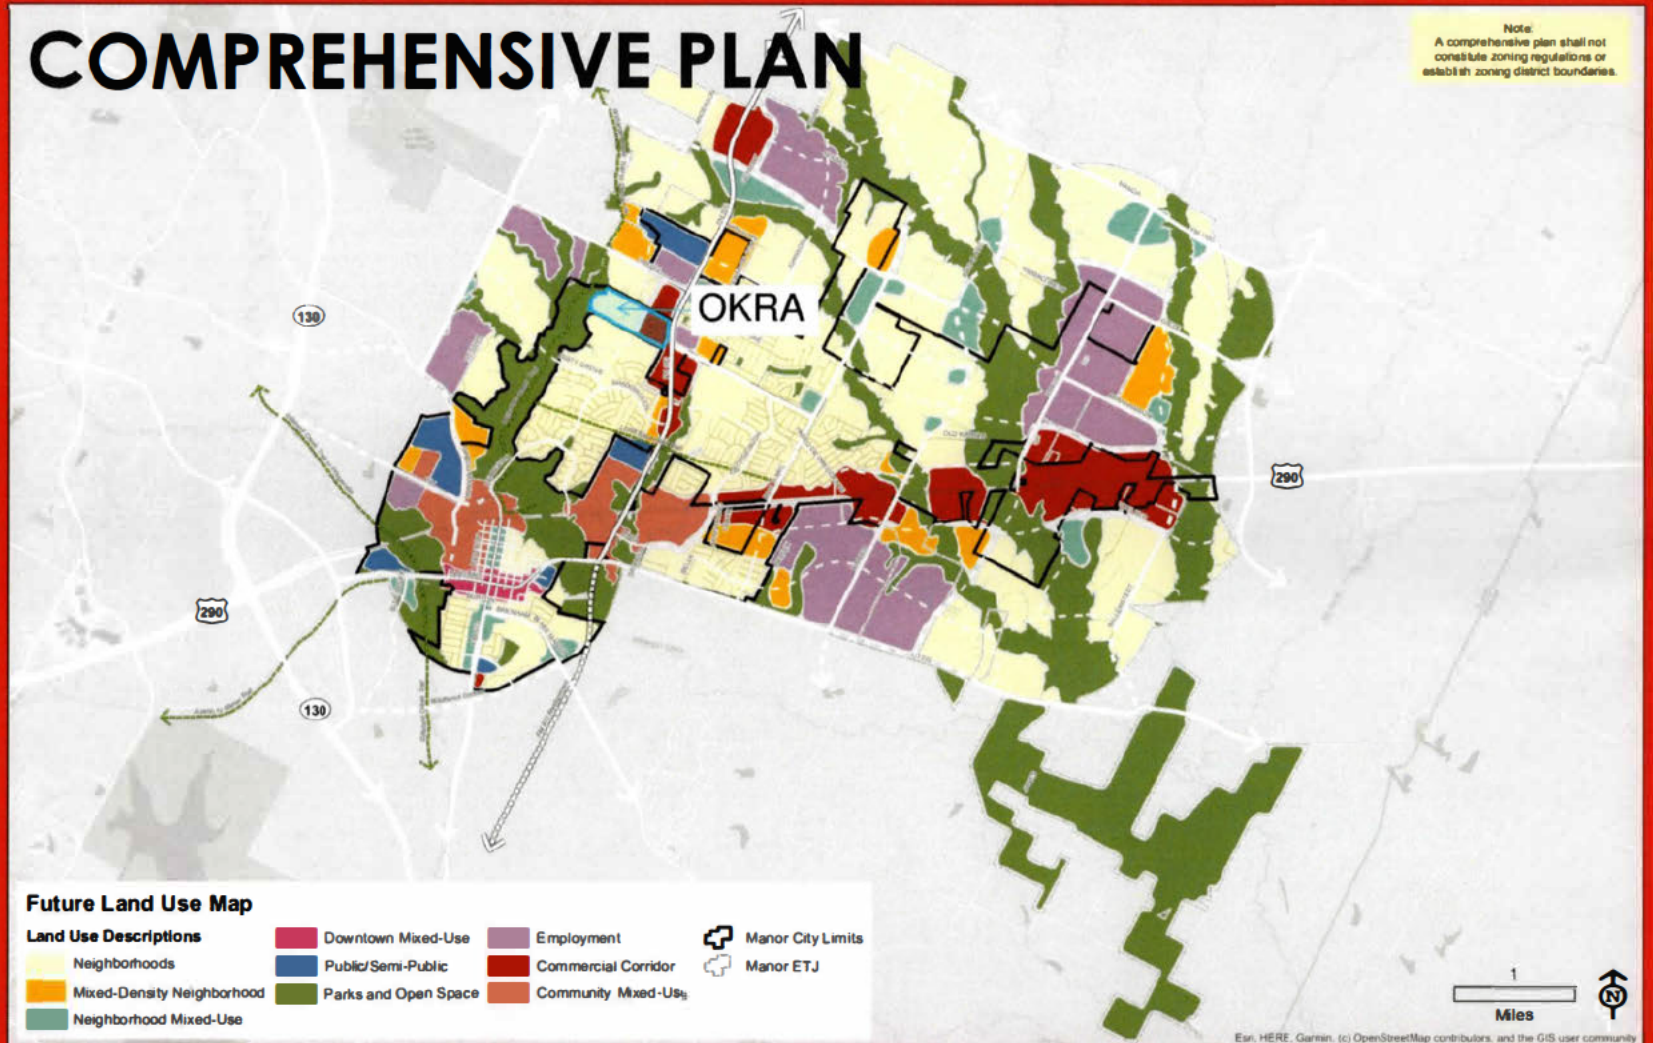 COMPREHENSIVE PLAN
Note:
A comprehensive plan shall not
constitute zoning regulations or
establish zoning district boundaries.
130
OKRA
290
290
130
Future Land Use Map
Land Use Descriptions
Neighborhoods
Mixed-Density Neighborhood
Neighborhood Mixed-Use
Downtown Mixed-Use
Public/Semi-Public
Parks and Open Space
Employment
Commercial Corridor
Community Mixed-Use
Manor City Limits
Manor ETJ
1
Miles
N
Esri, HERE, Garmin, (c) OpenStreetMap contributors, and the GIS user community